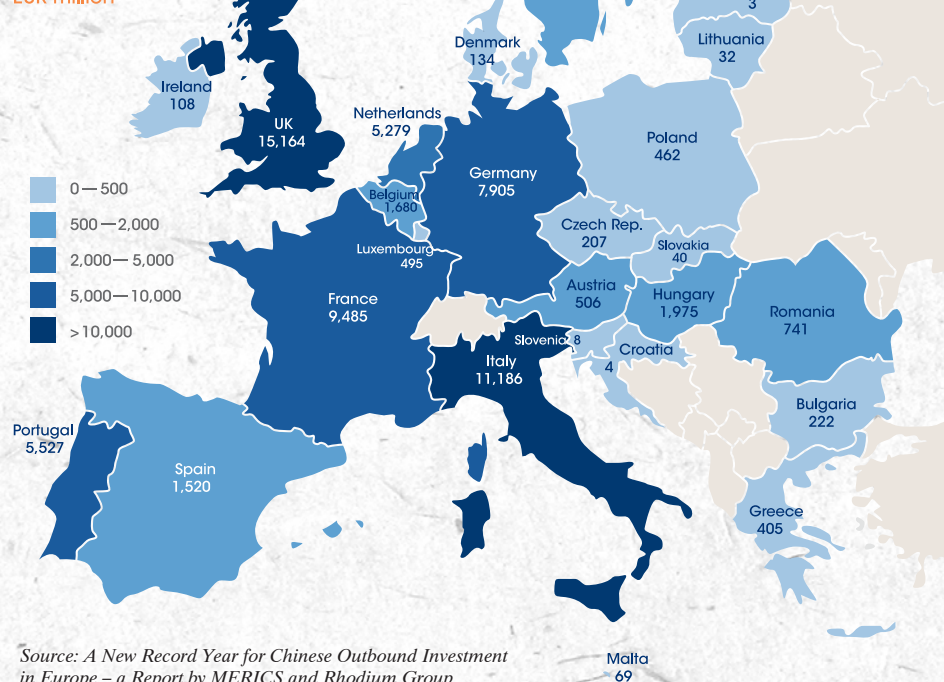 EUR million
3
Lithuania
32
Denmark
134
Ireland
108
UK
15,164
Netherlands
5,279
Poland
462
Germany
7,905
Belgium
1,680
0—500
500—2,000
2,000—5,000
5,000—10,000
>10,000
Czech Rep.
207
Slovakia
40
Luxembourg
495
France
9,485
Austria
506
Hungary
1,975
Romania
741
Slovenia 8
Croatia
4
Italy
11,186
Bulgaria
222
Portugal
5,527
Spain
1,520
Greece
405
Source: A New Record Year for Chinese Outbound Investment
in Europe – a Report by MERICS and Rhodium Group
Malta
69